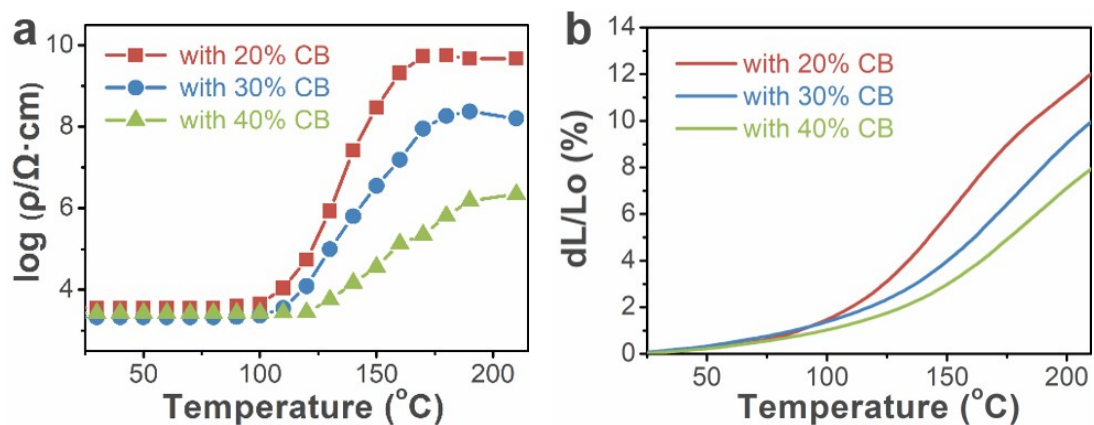 a
log (ρ/Ω·cm)
10
8
6
4
with 20% CB
with 30% CB
with 40% CB
50
100
150
200
Temperature (°C)
b
dL/Lo (%)
14
12
10
8
6
4
2
0
with 20% CB
with 30% CB
with 40% CB
50
100
150
200
Temperature (°C)